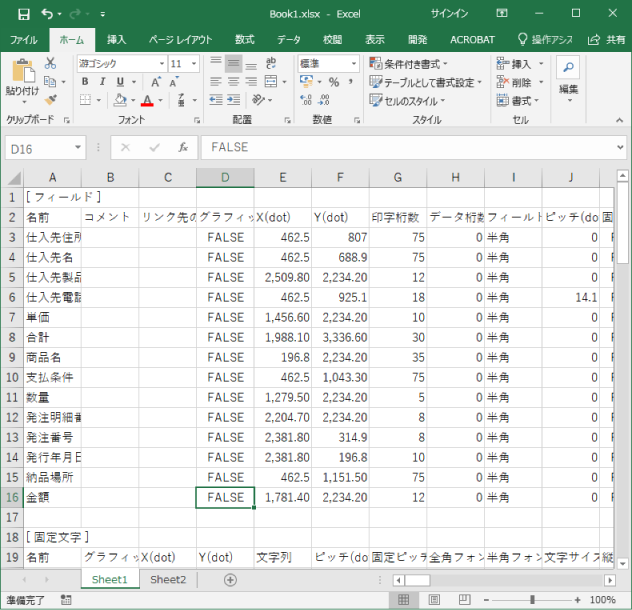 Book1.xlsx - Excel サインイン
ファイル ホーム 挿入 ページ レイアウト 数式 データ 校閲 表示 開発 ACROBAT 操作アシス 共有
貼り付け
游ゴシック 11
B I U
標準
条件付き書式
テーブルとして書式設定
セルのスタイル
挿入
削除
書式
編集
クリップボード フォント 配置 数値 スタイル セル
D16 fx FALSE
A B C D E F G H I J
1 [フィールド]
2 名前 コメント リンク先の グラフィッ X(dot) Y(dot) 印字桁数 データ桁数 フィールト ピッチ(do 固
3 仕入先住所 FALSE 462.5 807 75 0 半角 0 F
4 仕入先名 FALSE 462.5 688.9 75 0 半角 0 F
5 仕入先製品 FALSE 2,509.80 2,234.20 12 0 半角 0 F
6 仕入先電話 FALSE 462.5 925.1 18 0 半角 14.1 F
7 単価 FALSE 1,456.60 2,234.20 10 0 半角 0 F
8 合計 FALSE 1,988.10 3,336.60 30 0 半角 0 F
9 商品名 FALSE 196.8 2,234.20 35 0 半角 0 F
10 支払条件 FALSE 462.5 1,043.30 75 0 半角 0 F
11 数量 FALSE 1,279.50 2,234.20 5 0 半角 0 F
12 発注明細番 FALSE 2,204.70 2,234.20 8 0 半角 0 F
13 発注番号 FALSE 2,381.80 314.9 8 0 半角 0 F
14 発行年月日 FALSE 2,381.80 196.8 10 0 半角 0 F
15 納品場所 FALSE 462.5 1,151.50 75 0 半角 0 F
16 金額 FALSE 1,781.40 2,234.20 12 0 半角 0 F
17
18 [固定文字]
19 名前 グラフィッ X(dot) Y(dot) 文字列 ピッチ(do 固定ピッチ 全角フォン 半角フォン 文字サイズ 縦
Sheet1 Sheet2
準備完了 100%